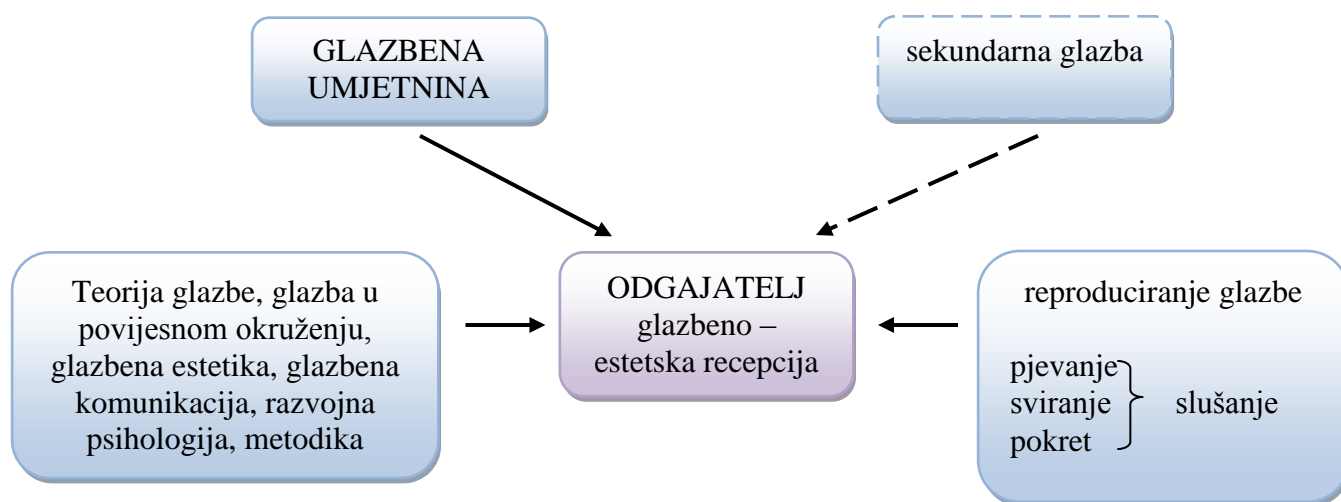 GLAZBENA
UMJETNINA
sekundarna glazba
Teorija glazbe, glazba u
povijesnom okruženju,
glazbena estetika, glazbena
komunikacija, razvojna
psihologija, metodika
ODGAJATELJ
glazbeno –
estetska recepcija
reproduciranje glazbe
pjevanje
sviranje
pokret
slušanje